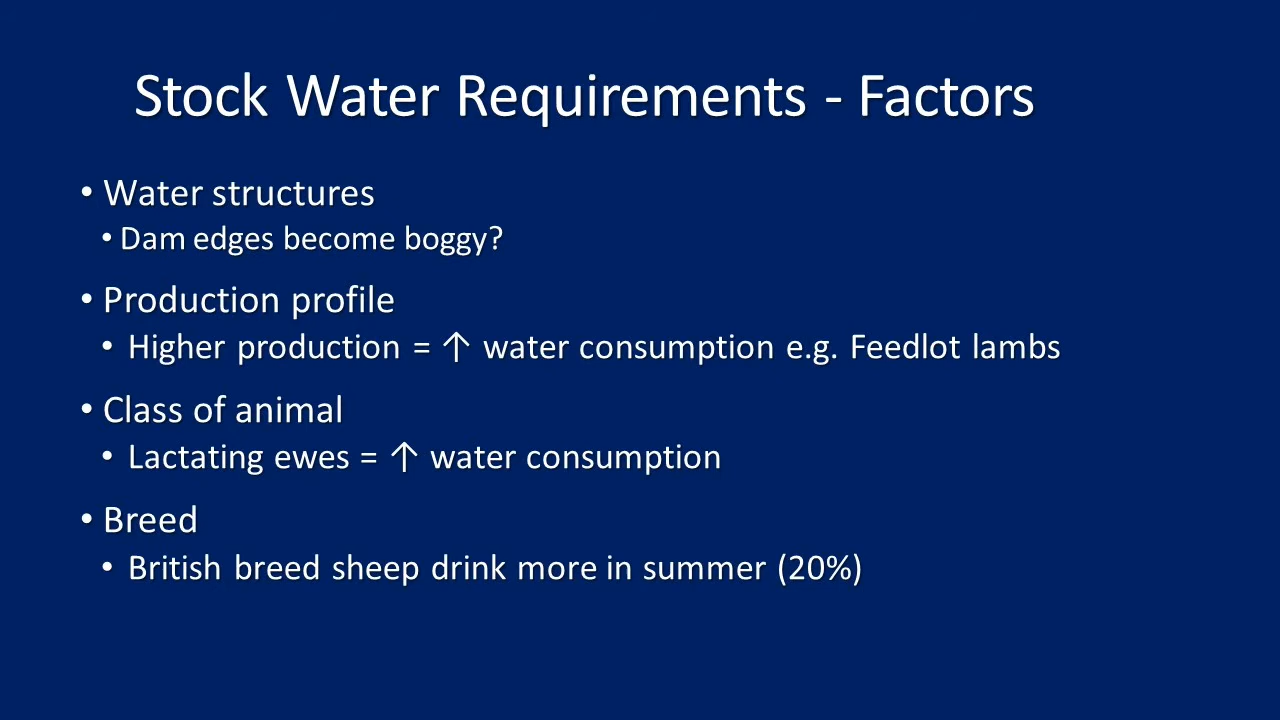 Stock Water Requirements - Factors
• Water structures
• Dam edges become boggy?
• Production profile
• Higher production = ↑ water consumption e.g. Feedlot lambs
• Class of animal
• Lactating ewes = ↑ water consumption
• Breed
• British breed sheep drink more in summer (20%)